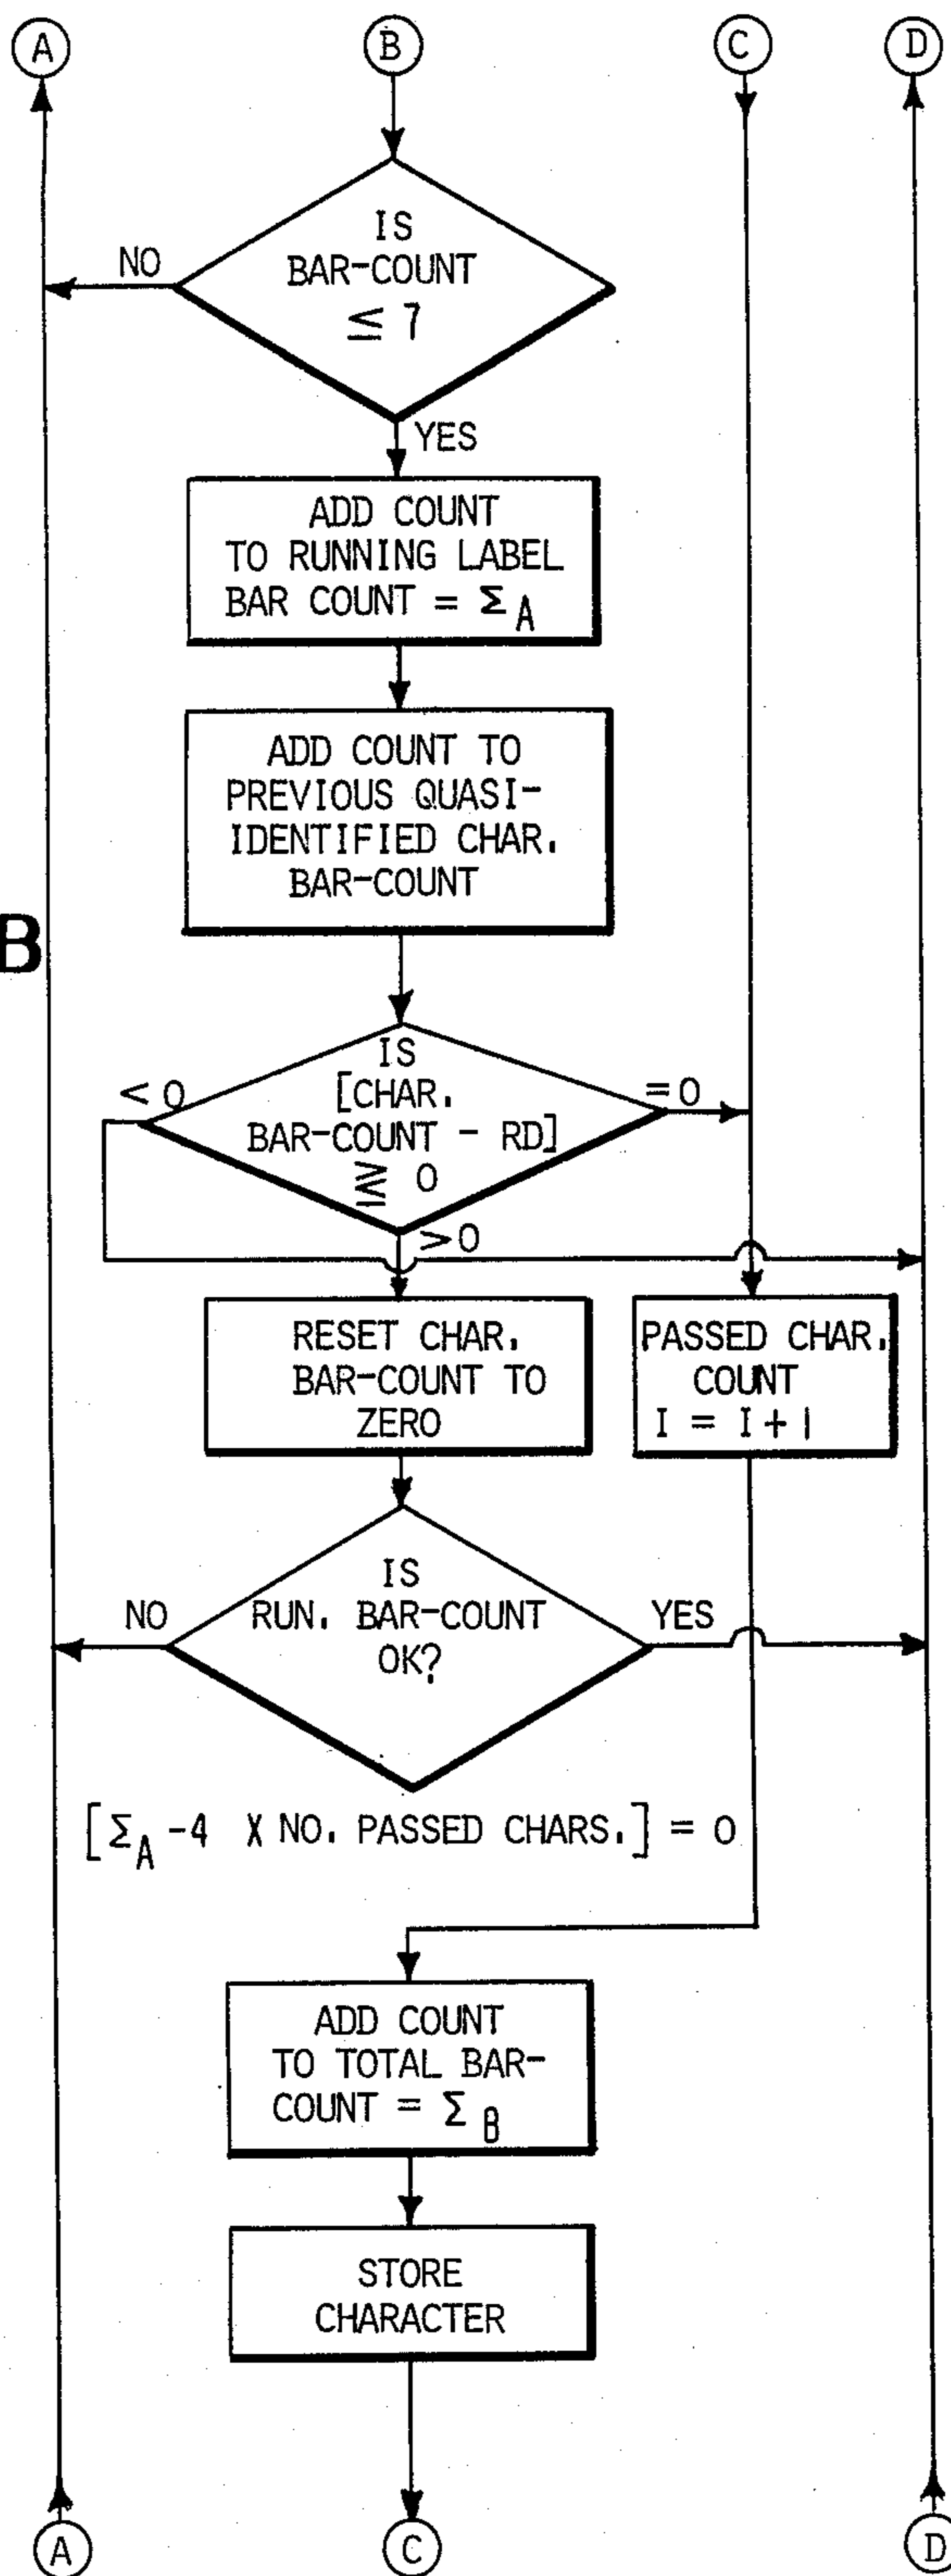 A B C D
IS
BAR-COUNT
≤ 7
NO
YES
ADD COUNT
TO RUNNING LABEL
BAR COUNT = Σ A
ADD COUNT TO
PREVIOUS QUASI-
IDENTIFIED CHAR.
BAR-COUNT
B
IS
[CHAR.
BAR-COUNT - RD]
⋛ 0
< 0
= 0
> 0
RESET CHAR.
BAR-COUNT TO
ZERO
PASSED CHAR.
COUNT
I = I + 1
IS
RUN. BAR-COUNT
OK?
NO
YES
[Σ A -4 X NO. PASSED CHARS.] = 0
ADD COUNT
TO TOTAL BAR-
COUNT = Σ B
STORE
CHARACTER
A C D